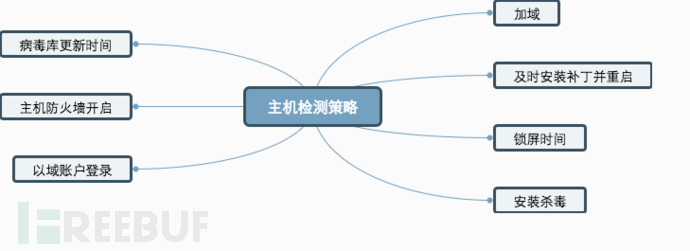 加域
病毒库更新时间
及时安装补丁并重启
主机检测策略
主机防火墙开启
锁屏时间
以域账户登录
安装杀毒
FREEBUF